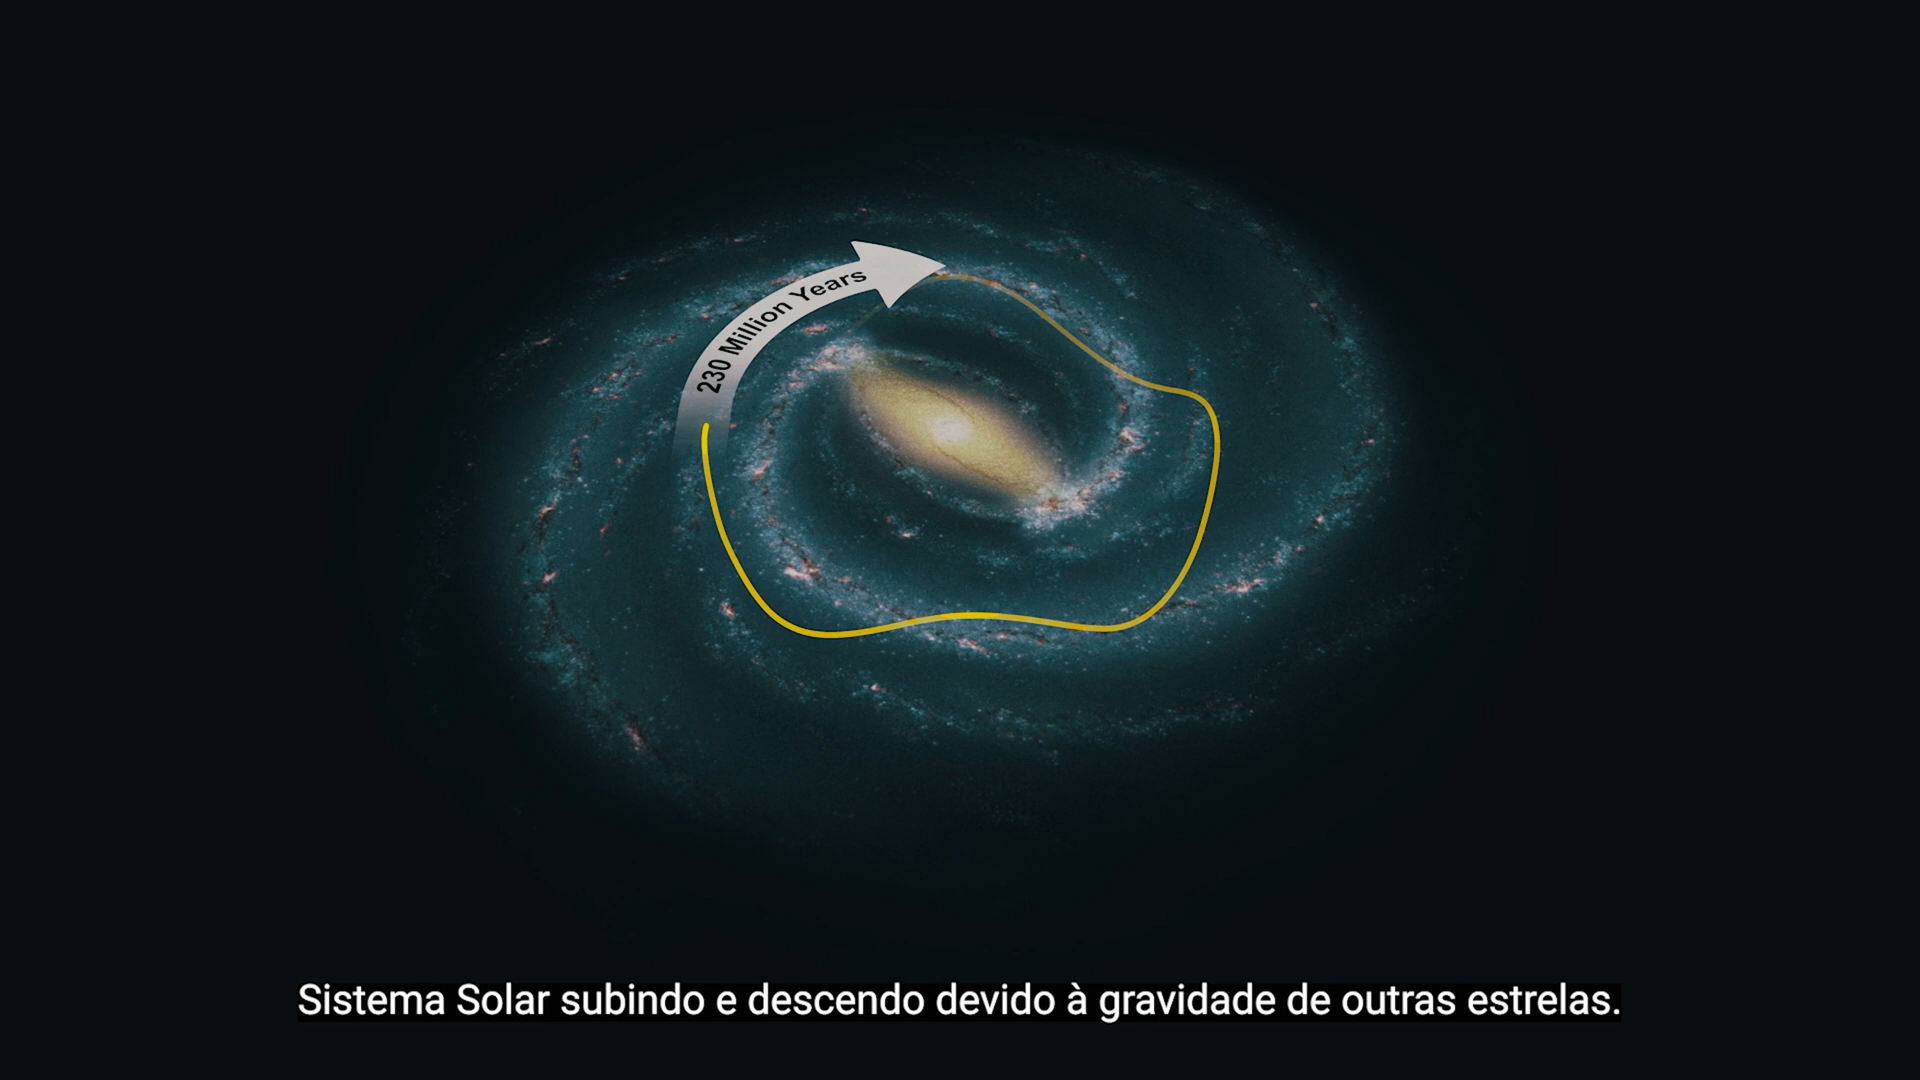 230 Million Years
Sistema Solar subindo e descendo devido à gravidade de outras estrelas.